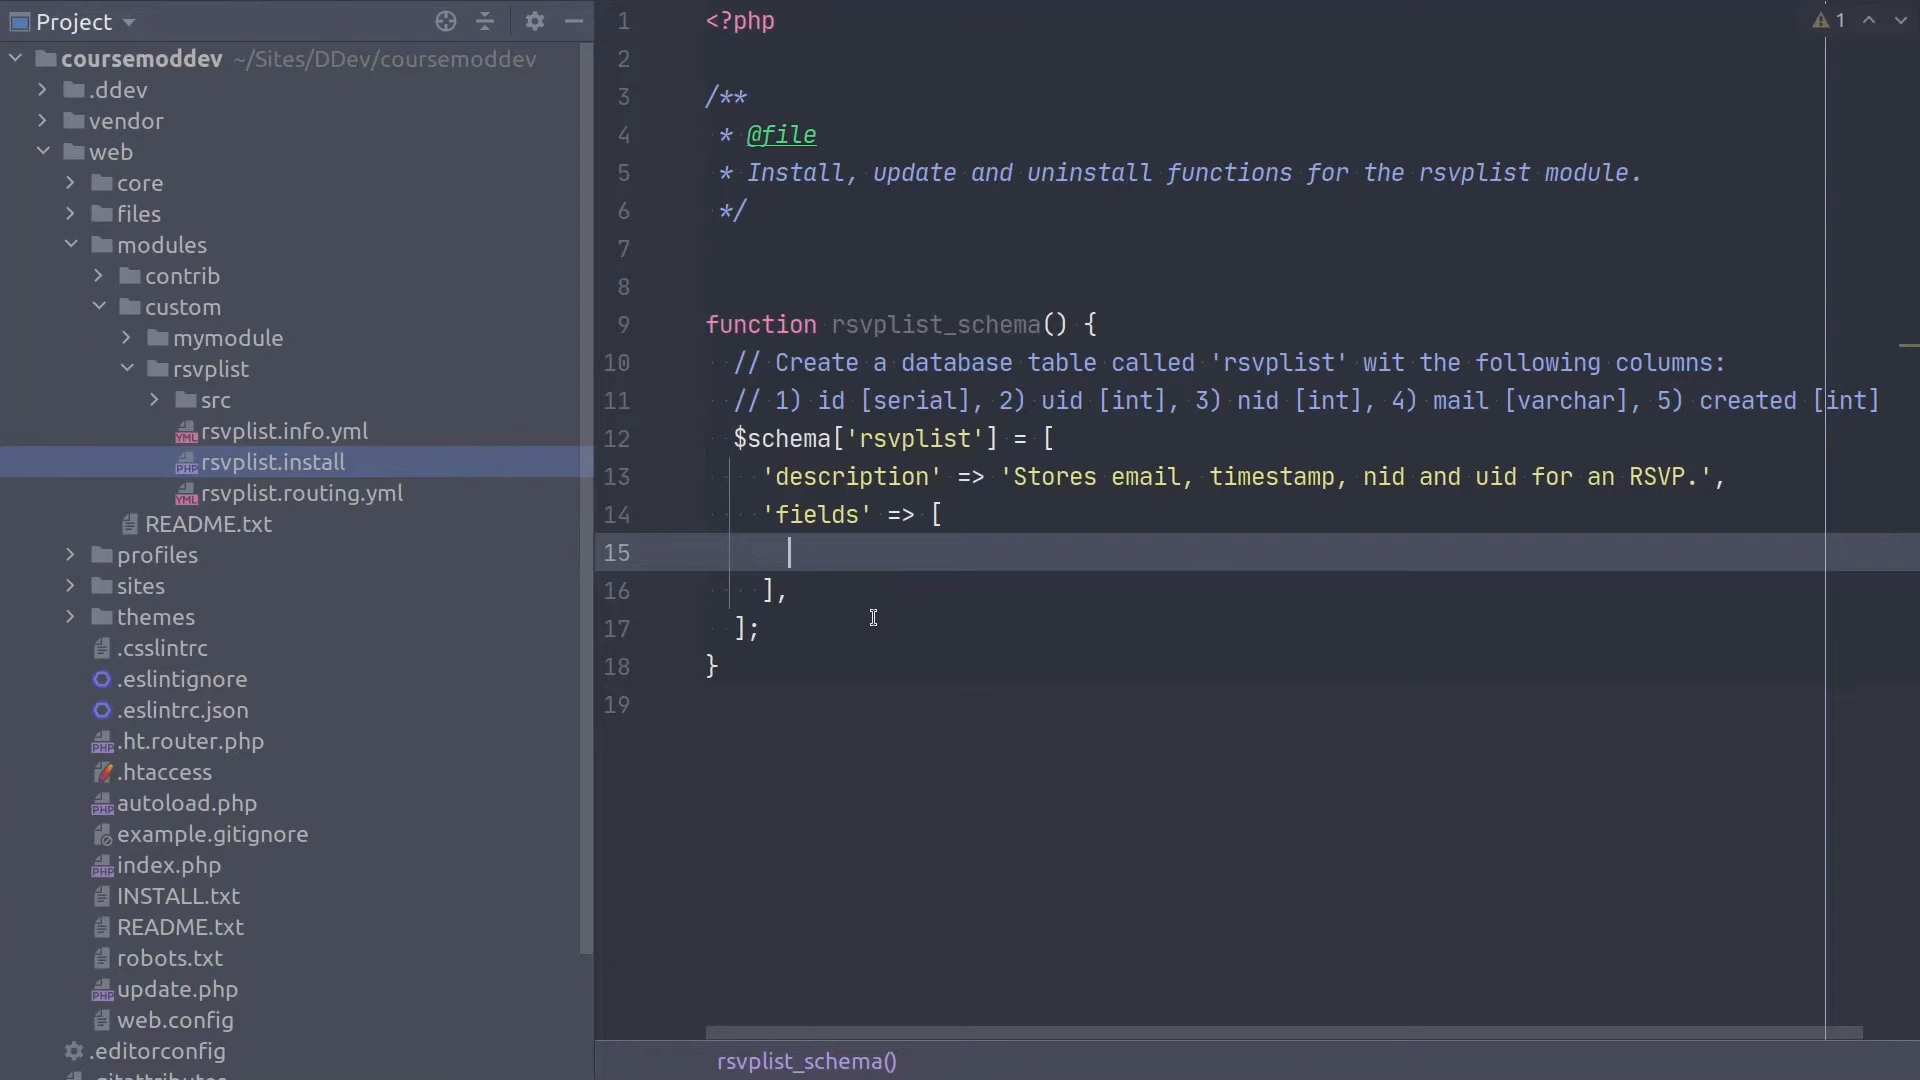 Project
coursemoddev ~/Sites/DDev/coursemoddev
.ddev
vendor
web
core
files
modules
contrib
custom
mymodule
rsvplist
src
rsvplist.info.yml
rsvplist.install
rsvplist.routing.yml
README.txt
profiles
sites
themes
.csslintrc
.eslintignore
.eslintrc.json
.ht.router.php
.htaccess
autoload.php
example.gitignore
index.php
INSTALL.txt
README.txt
robots.txt
update.php
web.config
.editorconfig
.gitattributes
1
1 <?php
2
3 /**
4 * @file
5 * Install, update and uninstall functions for the rsvplist module.
6 */
7
8
9 function rsvplist_schema() {
10 // Create a database table called 'rsvplist' wit the following columns:
11 // 1) id [serial], 2) uid [int], 3) nid [int], 4) mail [varchar], 5) created [int]
12 $schema['rsvplist'] = [
13 'description' => 'Stores email, timestamp, nid and uid for an RSVP.',
14 'fields' => [
15
16 ],
17 ];
18 }
19
rsvplist_schema()